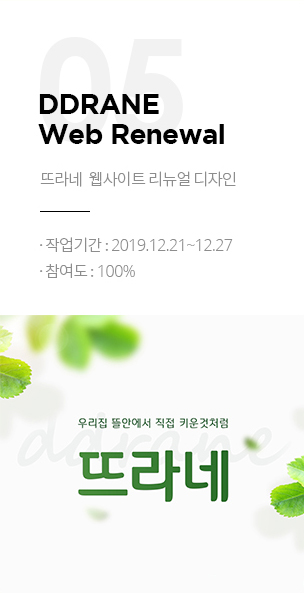 05
DDRANE
Web Renewal
뜨라네 웹사이트 리뉴얼 디자인
· 작업기간 : 2019.12.21~12.27
· 참여도 : 100%
우리집 뜰안에서 직접 키운것처럼
ddrane
뜨라네